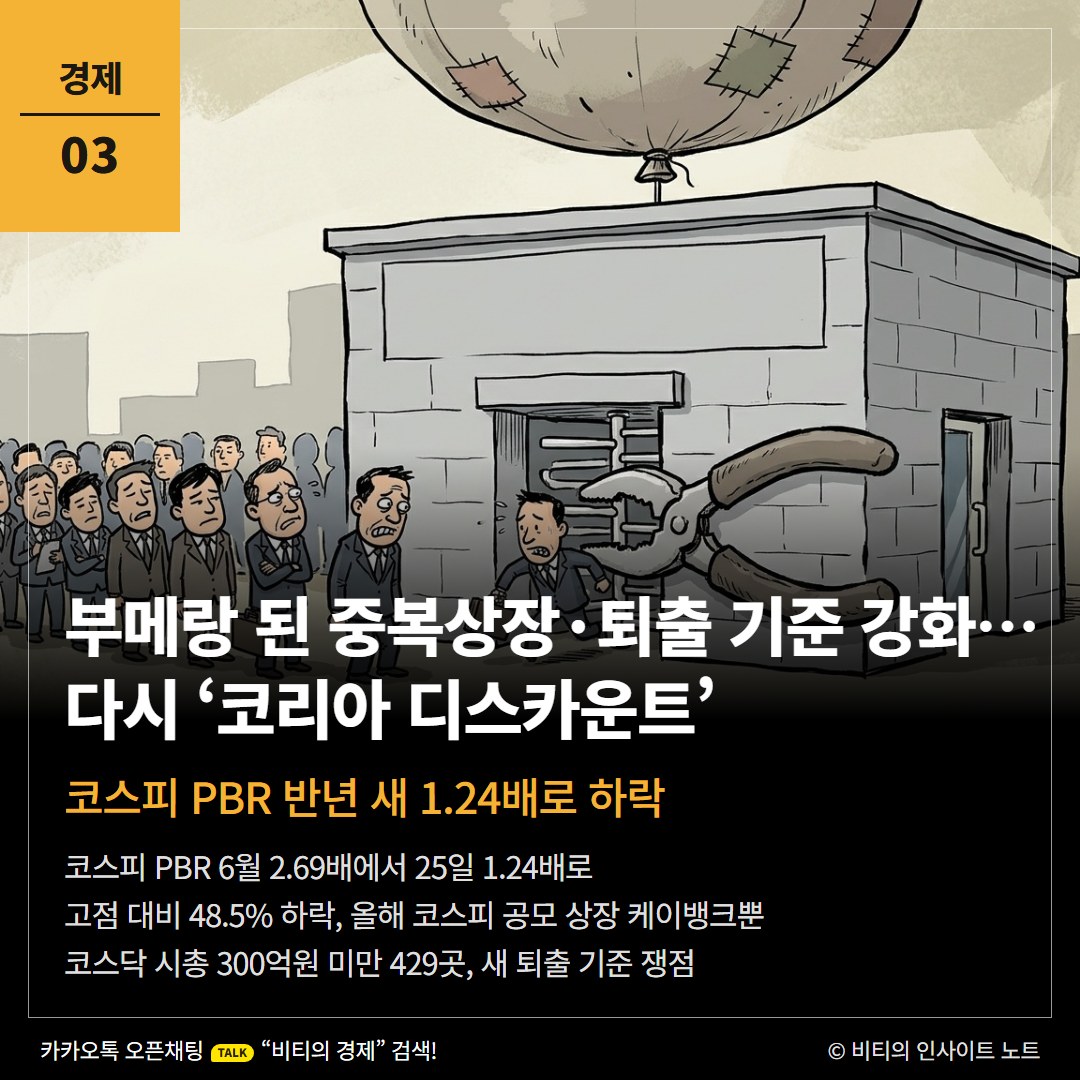 경제
03
부메랑 된 중복상장·퇴출 기준 강화…
다시 ‘코리아 디스카운트’
코스피 PBR 반년 새 1.24배로 하락
코스피 PBR 6월 2.69배에서 25일 1.24배로
고점 대비 48.5% 하락, 올해 코스피 공모 상장 케이뱅크뿐
코스닥 시총 300억원 미만 429곳, 새 퇴출 기준 쟁점
카카오톡 오픈채팅 TALK “비티의 경제” 검색!
© 비티의 인사이트 노트